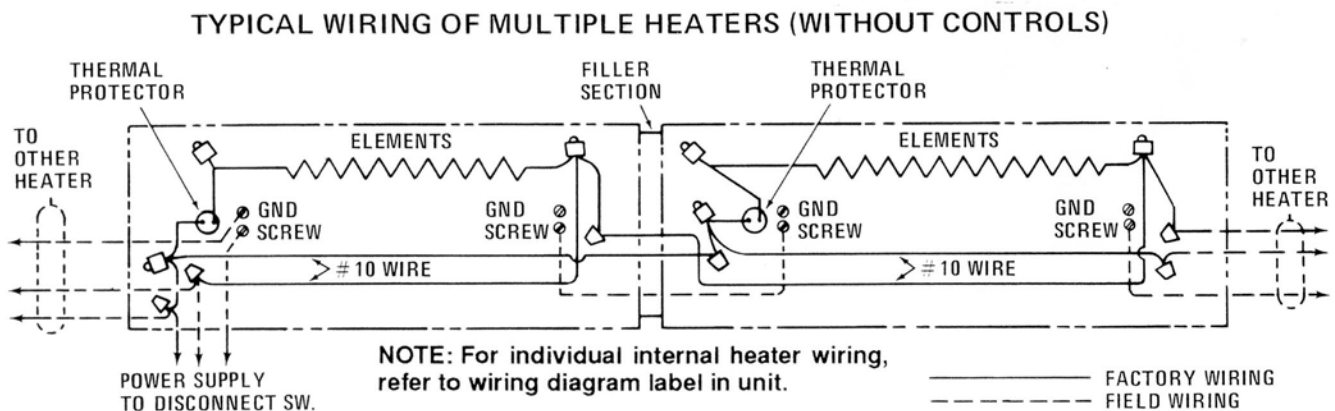 TYPICAL WIRING OF MULTIPLE HEATERS (WITHOUT CONTROLS)
THERMAL
PROTECTOR
FILLER
SECTION
THERMAL
PROTECTOR
TO
OTHER
HEATER
ELEMENTS
ELEMENTS
TO
OTHER
HEATER
GND
SCREW
GND
SCREW
GND
SCREW
GND
SCREW
#10 WIRE
#10 WIRE
POWER SUPPLY
TO DISCONNECT SW.
NOTE: For individual internal heater wiring,
refer to wiring diagram label in unit.
FACTORY WIRING
FIELD WIRING